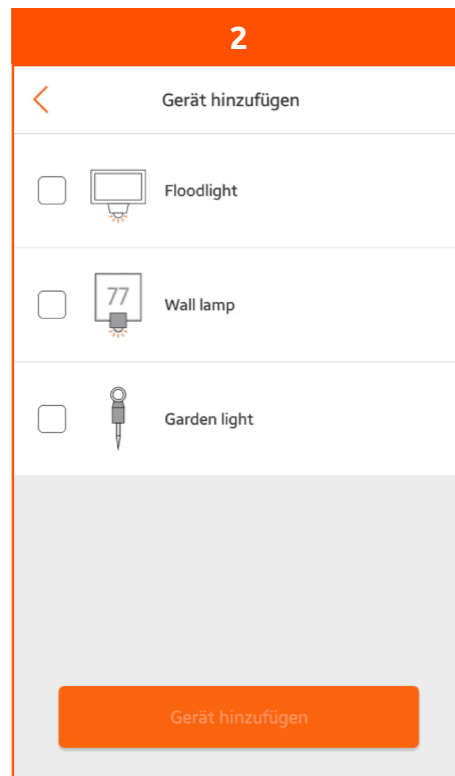 2
Gerät hinzufügen
Floodlight
77
Wall lamp
Garden light
Gerät hinzufügen